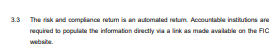 3.3 The risk and compliance return is an automated return. Accountable institutions are
required to populate the information directly via a link as made available on the FIC
website.